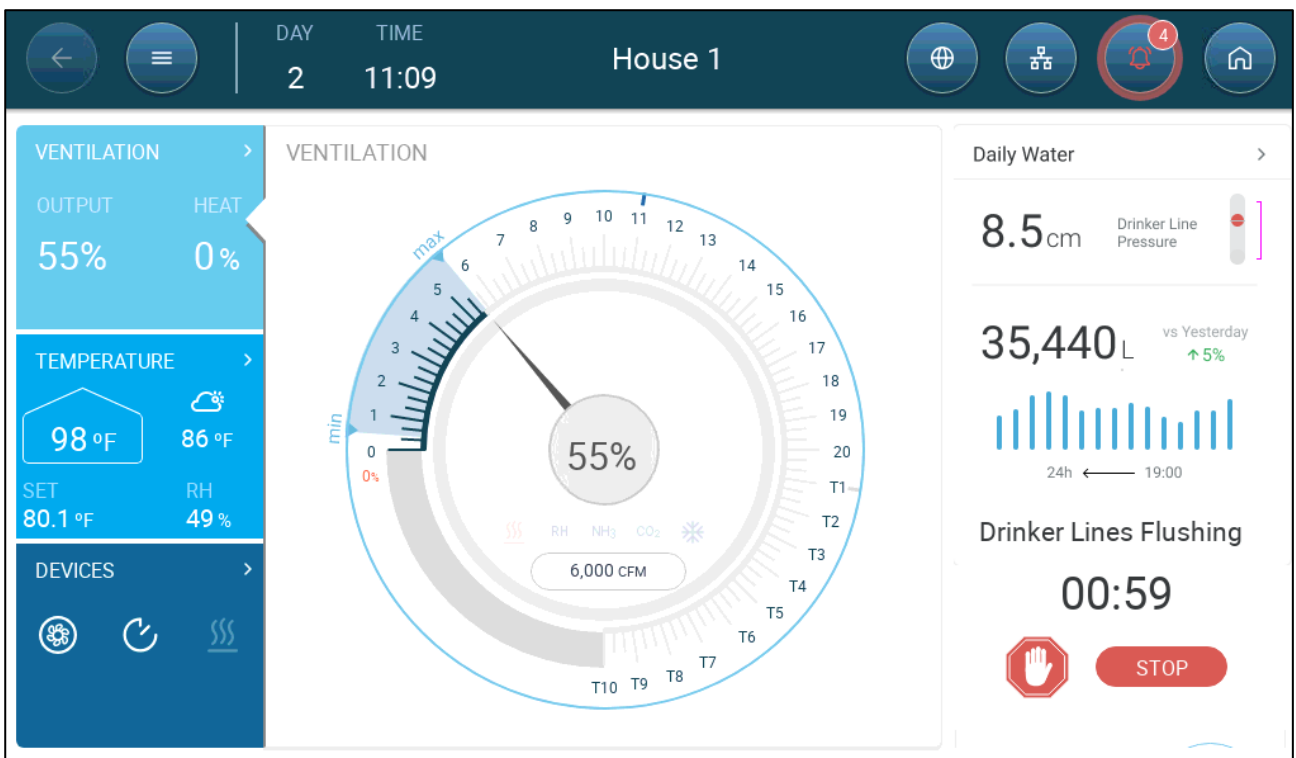 DAY TIME
2 11:09
House 1
4
VENTILATION
OUTPUT HEAT
55% 0%
TEMPERATURE
98 ºF 86 ºF
SET RH
80.1 ºF 49 %
DEVICES
VENTILATION
min
max
0
0%
1
2
3
4
5
6
7
8
9
10
11
12
13
14
15
16
17
18
19
20
T1
T2
T3
T4
T5
T6
T7
T8
T9
T10
55%
RH NH3 CO2
6,000 CFM
Daily Water
8.5 cm
Drinker Line
Pressure
35,440 L
vs Yesterday
↑5%
24h ← 19:00
Drinker Lines Flushing
00:59
STOP